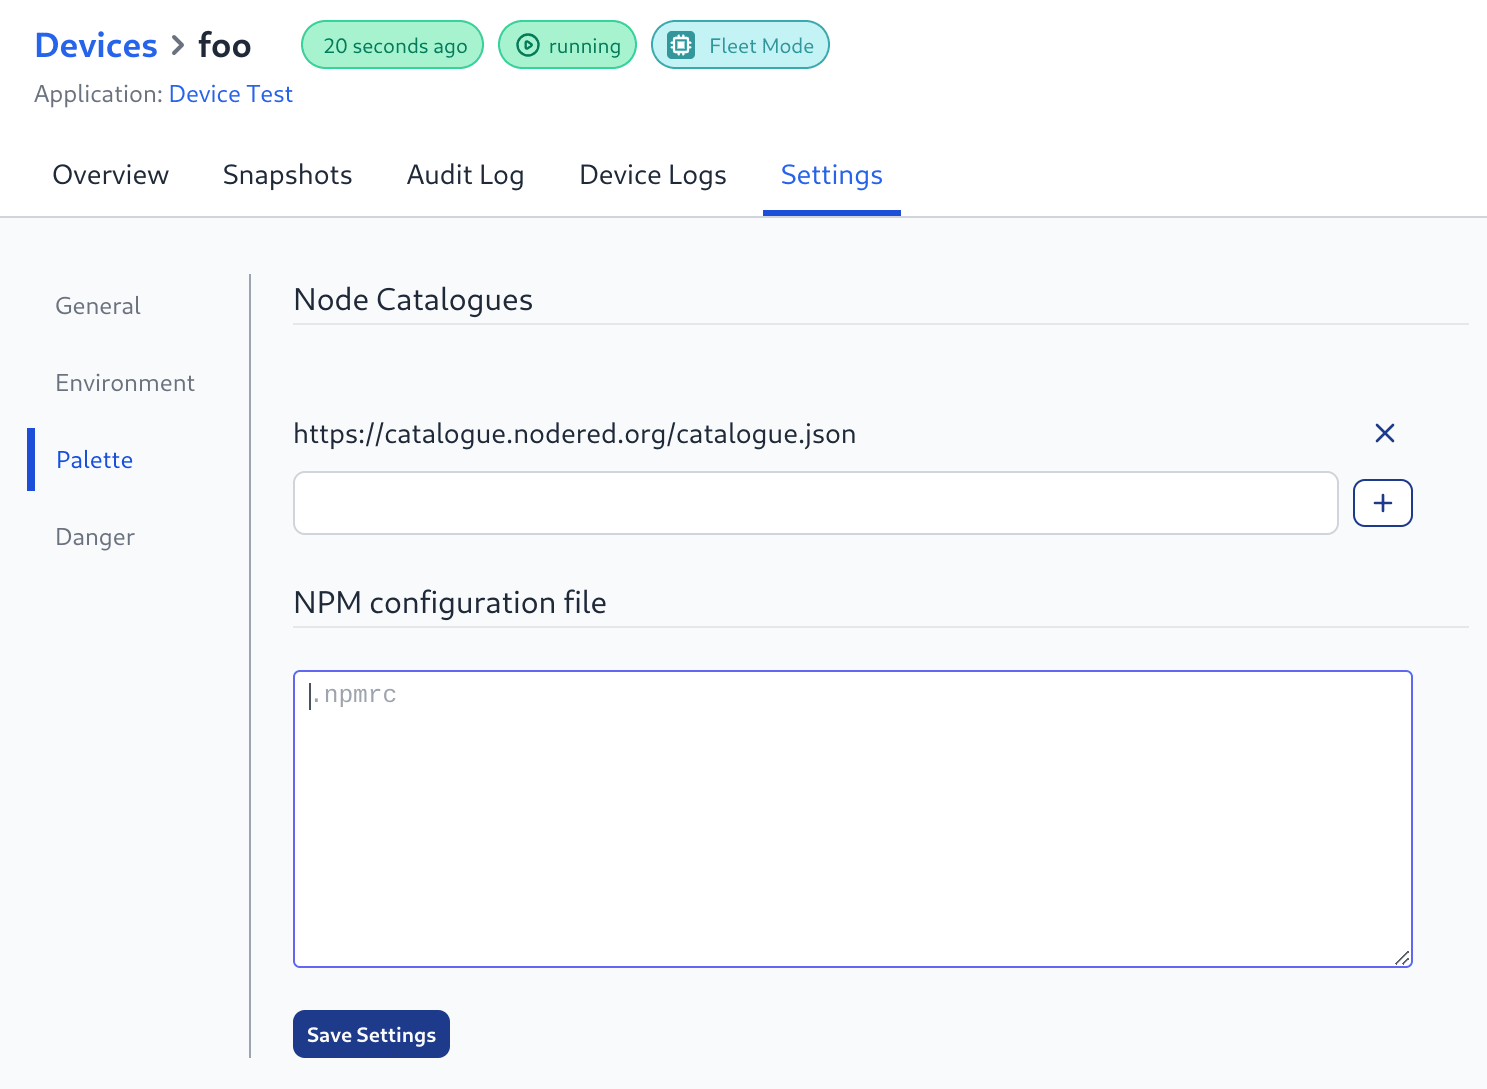 Devices > foo
20 seconds ago
running
Fleet Mode
Application: Device Test
Overview
Snapshots
Audit Log
Device Logs
Settings
General
Environment
Palette
Danger
Node Catalogues
https://catalogue.nodered.org/catalogue.json
NPM configuration file
.npmrc
Save Settings